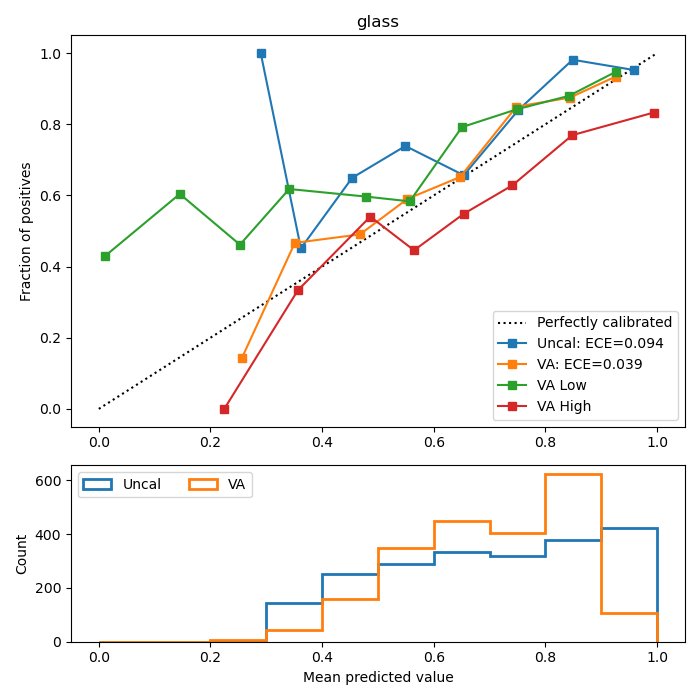 glass
1.0
0.8
0.6
0.4
0.2
0.0
Fraction of positives
Perfectly calibrated
Uncal: ECE=0.094
VA: ECE=0.039
VA Low
VA High
0.0 0.2 0.4 0.6 0.8 1.0
Uncal VA
600
400
200
0
Count
0.0 0.2 0.4 0.6 0.8 1.0
Mean predicted value